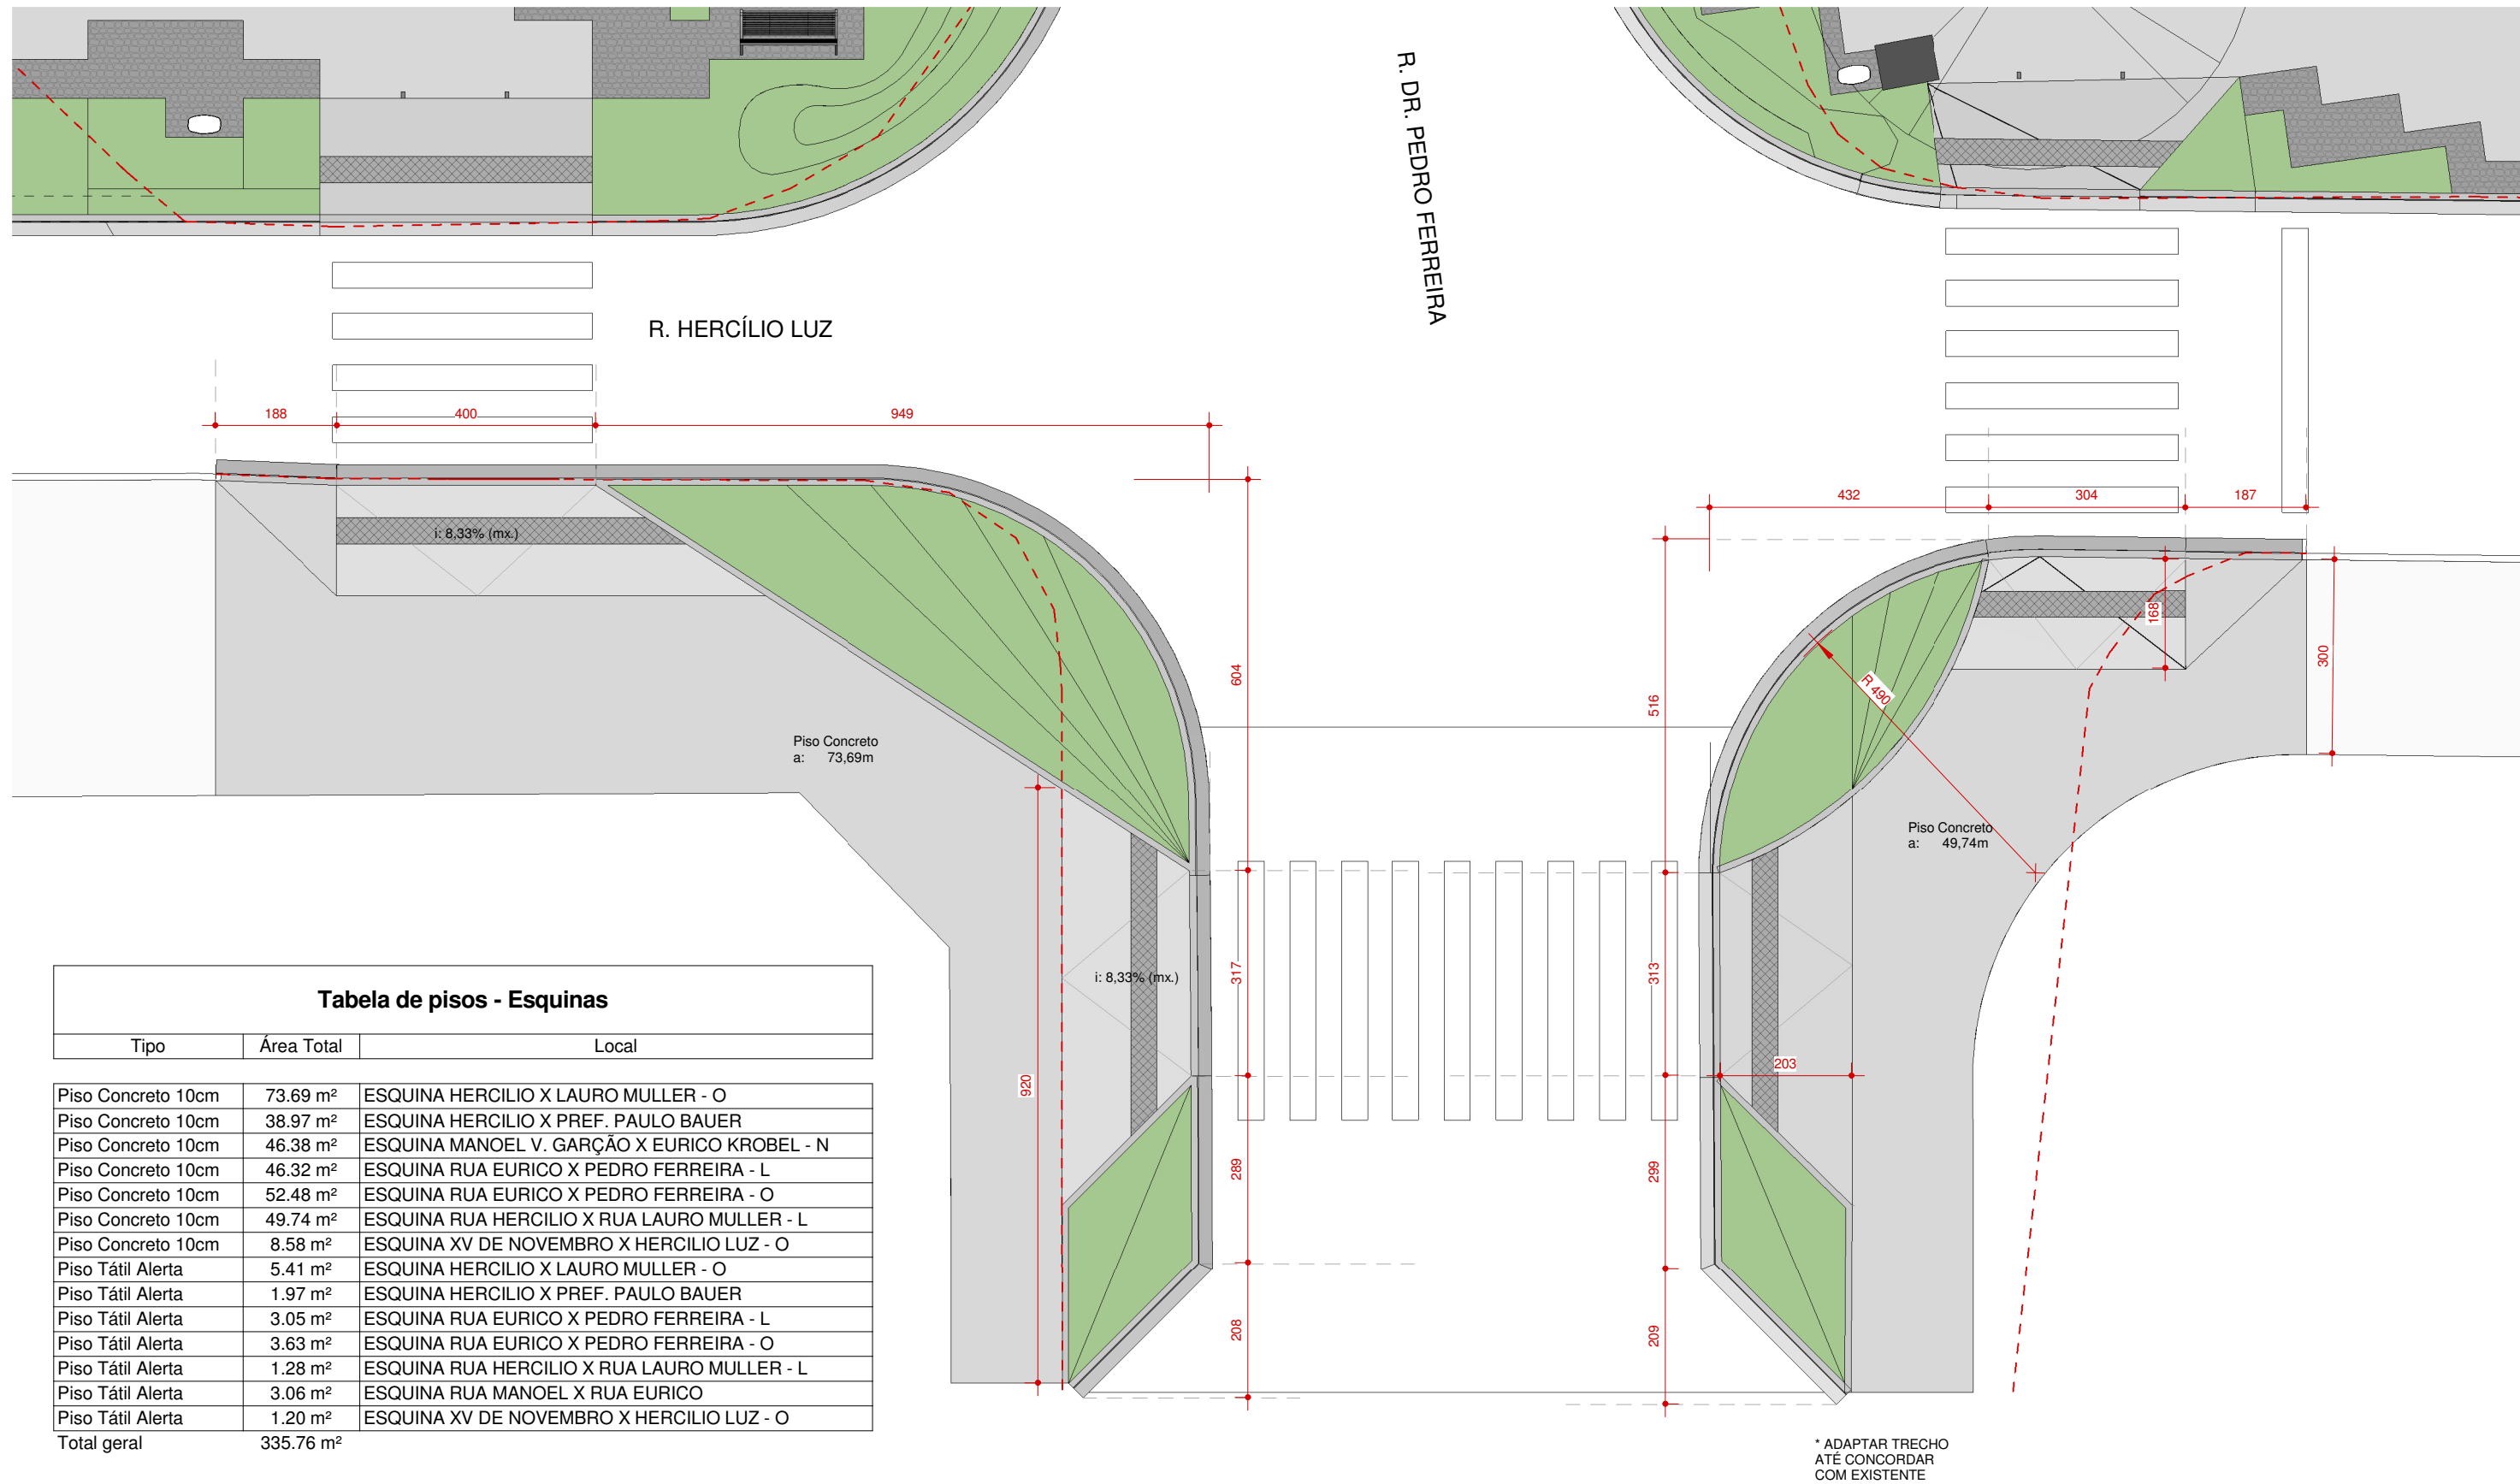 R. DR. PEDRO FERREIRA
R. HERCÍLIO LUZ
188
400
949
432
304
187
i: 8,33% (mx.)
168
R 490
604
516
300
Piso Concreto
a: 73,69m
Piso Concreto
a: 49,74m
i: 8,33% (mx.)
317
313
203
920
289
299
208
209
Tabela de pisos - Esquinas
Tipo Área Total Local
Piso Concreto 10cm 73.69 m² ESQUINA HERCILIO X LAURO MULLER - O
Piso Concreto 10cm 38.97 m² ESQUINA HERCILIO X PREF. PAULO BAUER
Piso Concreto 10cm 46.38 m² ESQUINA MANOEL V. GARÇÃO X EURICO KROBEL - N
Piso Concreto 10cm 46.32 m² ESQUINA RUA EURICO X PEDRO FERREIRA - L
Piso Concreto 10cm 52.48 m² ESQUINA RUA EURICO X PEDRO FERREIRA - O
Piso Concreto 10cm 49.74 m² ESQUINA RUA HERCILIO X RUA LAURO MULLER - L
Piso Concreto 10cm 8.58 m² ESQUINA XV DE NOVEMBRO X HERCILIO LUZ - O
Piso Tátil Alerta 5.41 m² ESQUINA HERCILIO X LAURO MULLER - O
Piso Tátil Alerta 1.97 m² ESQUINA HERCILIO X PREF. PAULO BAUER
Piso Tátil Alerta 3.05 m² ESQUINA RUA EURICO X PEDRO FERREIRA - L
Piso Tátil Alerta 3.63 m² ESQUINA RUA EURICO X PEDRO FERREIRA - O
Piso Tátil Alerta 1.28 m² ESQUINA RUA HERCILIO X RUA LAURO MULLER - L
Piso Tátil Alerta 3.06 m² ESQUINA RUA MANOEL X RUA EURICO
Piso Tátil Alerta 1.20 m² ESQUINA XV DE NOVEMBRO X HERCILIO LUZ - O
Total geral 335.76 m²
* ADAPTAR TRECHO
ATÉ CONCORDAR
COM EXISTENTE